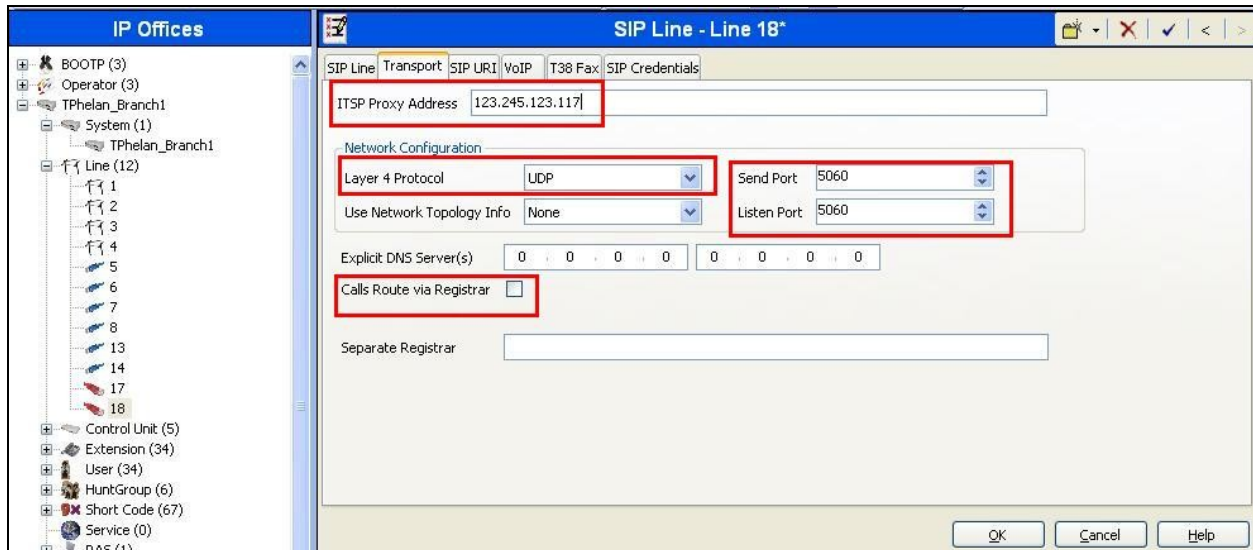 IP Offices
BOOTP (3)
Operator (3)
TPhelan_Branch1
System (1)
TPhelan_Branch1
Line (12)
1
2
3
4
5
6
7
8
13
14
17
18
Control Unit (5)
Extension (34)
User (34)
HuntGroup (6)
Short Code (67)
Service (0)
RAS (1)
SIP Line - Line 18*
SIP Line Transport SIP URI VoIP T38 Fax SIP Credentials
ITSP Proxy Address 123.245.123.117
Network Configuration
Layer 4 Protocol UDP Send Port 5060
Use Network Topology Info None Listen Port 5060
Explicit DNS Server(s) 0 . 0 . 0 . 0 0 . 0 . 0 . 0
Calls Route via Registrar
Separate Registrar
OK Cancel Help